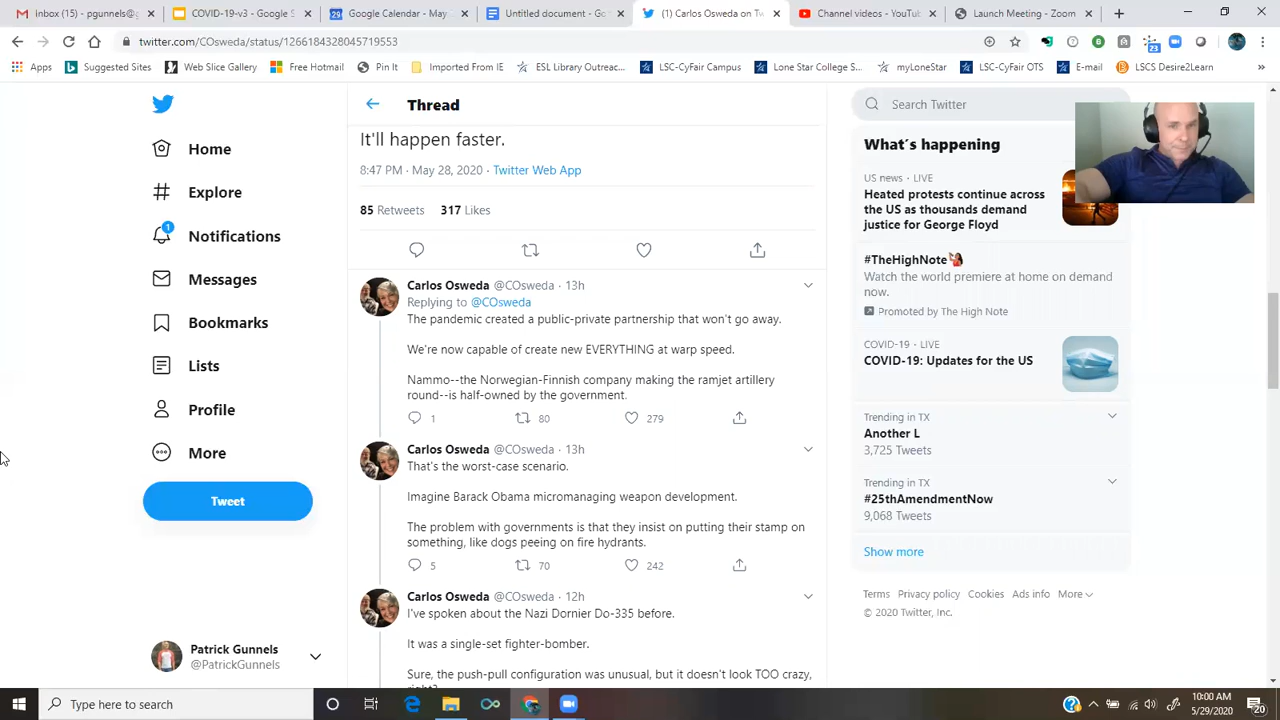 Inbox (15) - pgunnels@g
COVID-19-v3 - Google S
Google Calendar - May
Untitled document - Go
(1) Carlos Osweda on Tw
Channel videos - YouTub
Launch Meeting - Zoom
twitter.com/COsweda/status/1266184328045719553
23
Apps
Suggested Sites
Web Slice Gallery
Free Hotmail
Pin It
Imported From IE
ESL Library Outreac...
LSC-CyFair Campus
Lone Star College S...
myLoneStar
LSC-CyFair OTS
E-mail
LSCS Desire2Learn
Home
Explore
1
Notifications
Messages
Bookmarks
Lists
Profile
More
Tweet
Patrick Gunnels
@PatrickGunnels
Thread
It'll happen faster.
8:47 PM · May 28, 2020 · Twitter Web App
85 Retweets 317 Likes
Carlos Osweda @COsweda · 13h
Replying to @COsweda
The pandemic created a public-private partnership that won't go away.
We're now capable of create new EVERYTHING at warp speed.
Nammo--the Norwegian-Finnish company making the ramjet artillery
round--is half-owned by the government.
1 80 279
Carlos Osweda @COsweda · 13h
That's the worst-case scenario.
Imagine Barack Obama micromanaging weapon development.
The problem with governments is that they insist on putting their stamp on
something, like dogs peeing on fire hydrants.
5 70 242
Carlos Osweda @COsweda · 12h
I've spoken about the Nazi Dornier Do-335 before.
It was a single-set fighter-bomber.
Sure, the push-pull configuration was unusual, but it doesn't look TOO crazy,
right?
Search Twitter
What's happening
US news · LIVE
Heated protests continue across
the US as thousands demand
justice for George Floyd
#TheHighNote
Watch the world premiere at home on demand
now.
Promoted by The High Note
COVID-19 · LIVE
COVID-19: Updates for the US
Trending in TX
Another L
3,725 Tweets
Trending in TX
#25thAmendmentNow
9,068 Tweets
Show more
Terms Privacy policy Cookies Ads info More
© 2020 Twitter, Inc.
Type here to search
10:00 AM
5/29/2020
20